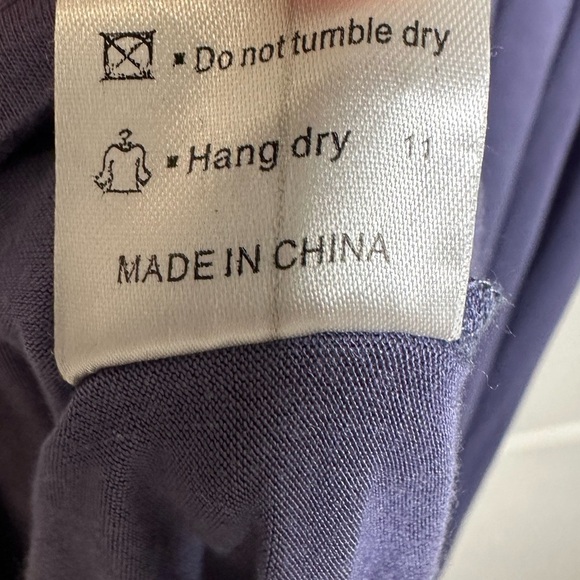 ▪ Do not tumble dry
▪ Hang dry 11
MADE IN CHINA